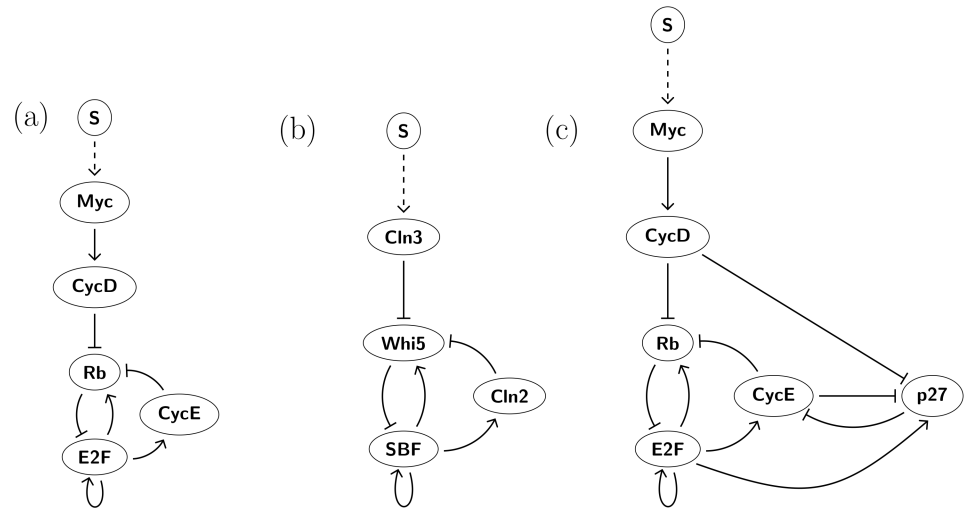 (a)
S
Myc
CycD
Rb
CycE
E2F
(b)
S
Cln3
Whi5
Cln2
SBF
(c)
S
Myc
CycD
Rb
CycE
p27
E2F